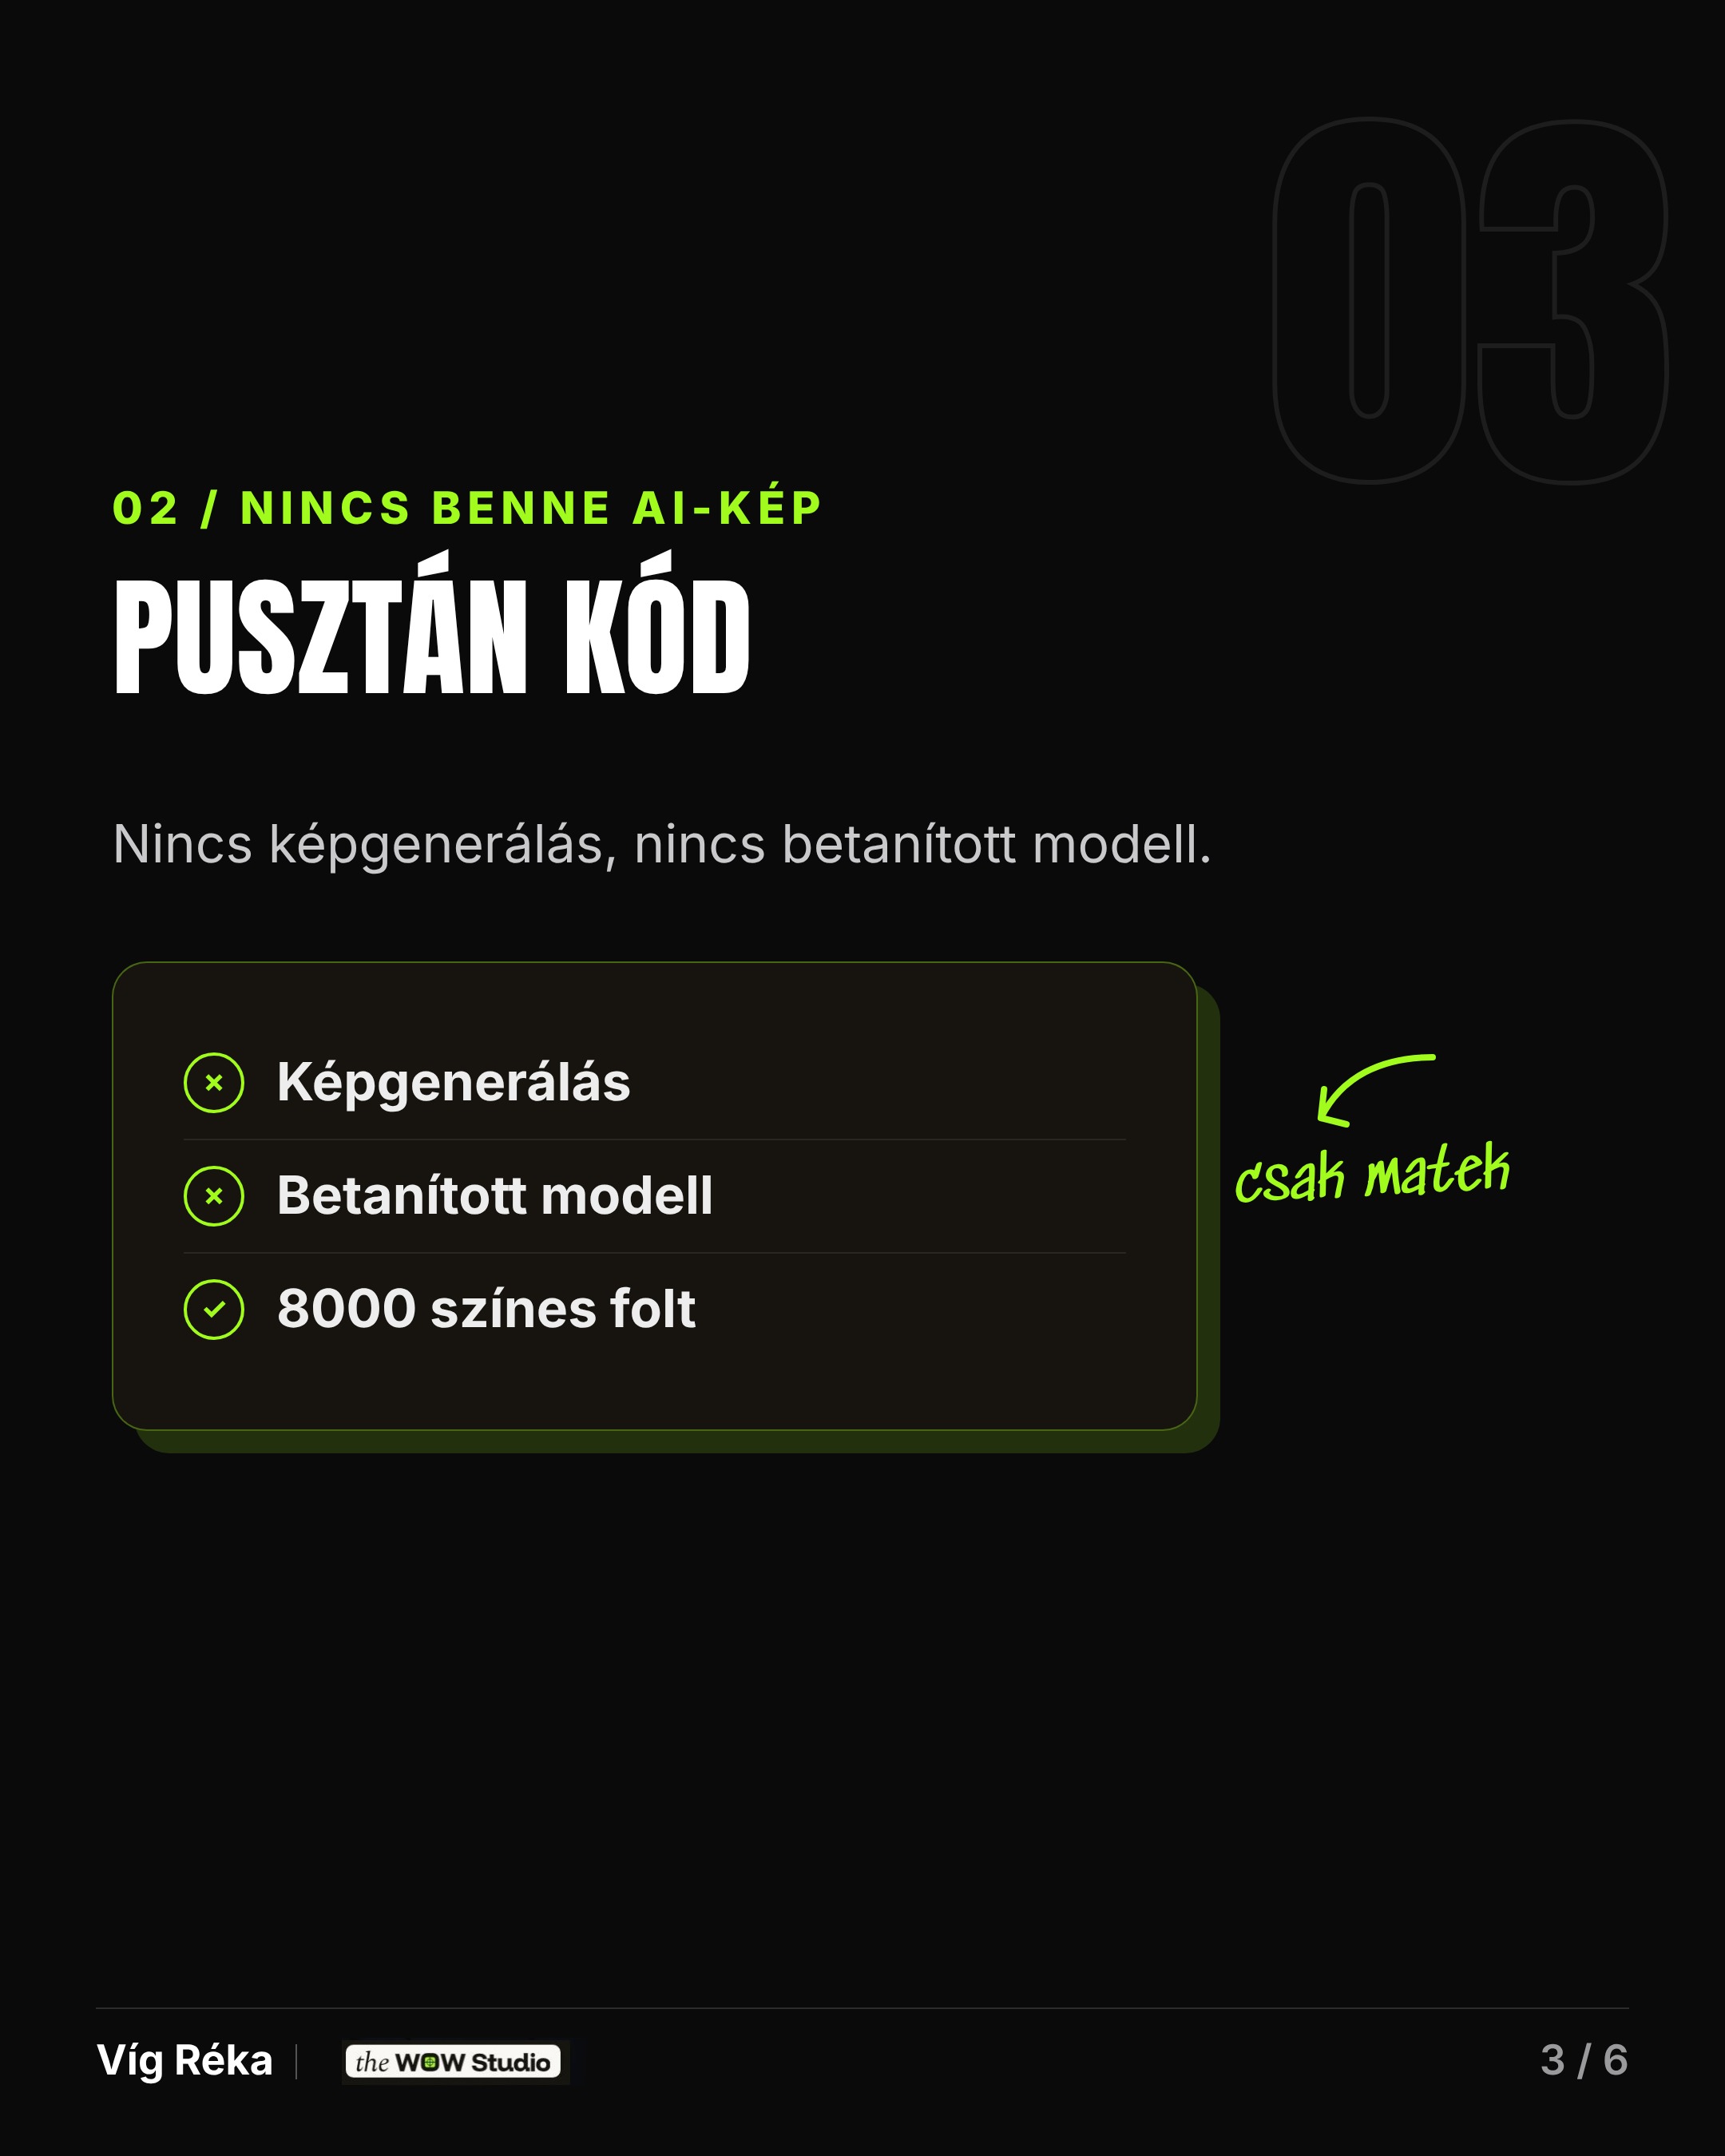 03
02 / NINCS BENNE AI-KÉP
PUSZTÁN KÓD
Nincs képgenerálás, nincs betanított modell.
Képgenerálás
Betanított modell
8000 színes folt
csak matek
Víg Réka
the WOW Studio
3 / 6